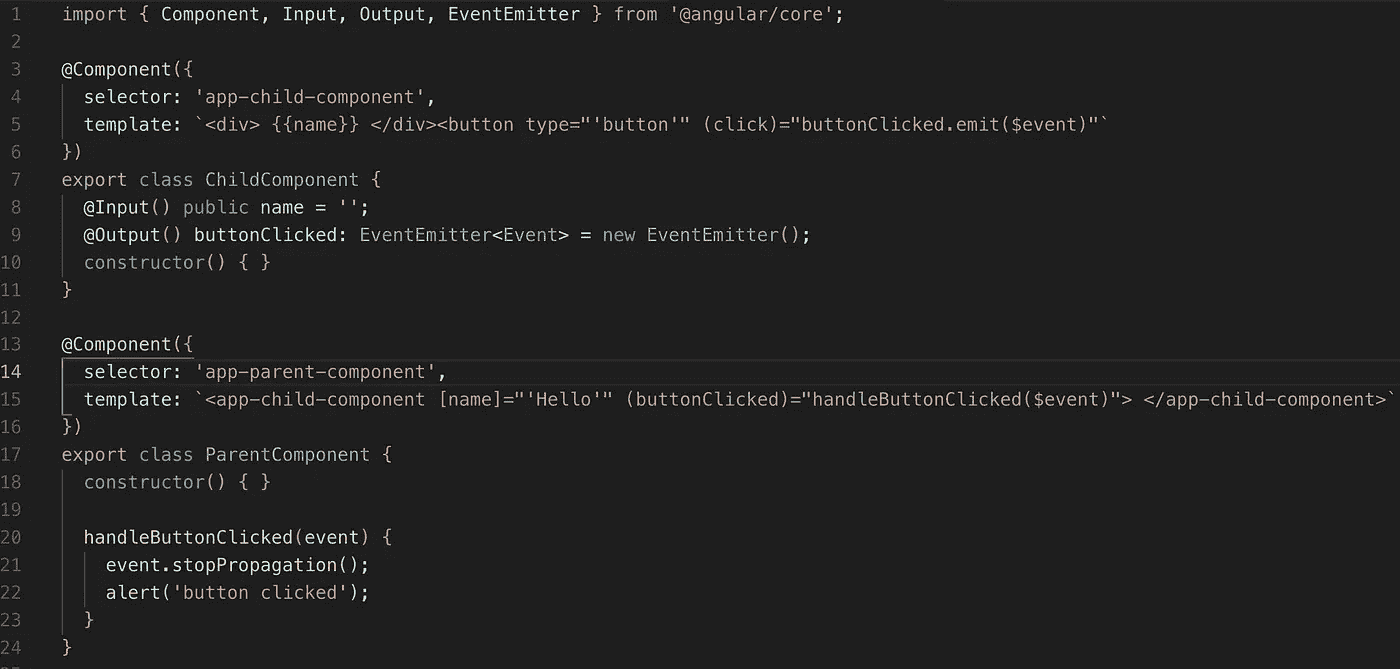 1 import { Component, Input, Output, EventEmitter } from '@angular/core';
2
3 @Component({
4   selector: 'app-child-component',
5   template: `<div> {{name}} </div><button type="'button'" (click)="buttonClicked.emit($event)"`
6 })
7 export class ChildComponent {
8   @Input() public name = '';
9   @Output() buttonClicked: EventEmitter<Event> = new EventEmitter();
10   constructor() { }
11 }
12
13 @Component({
14   selector: 'app-parent-component',
15   template: `<app-child-component [name]="'Hello'" (buttonClicked)="handleButtonClicked($event)"> </app-child-component>`
16 })
17 export class ParentComponent {
18   constructor() { }
19
20   handleButtonClicked(event) {
21     event.stopPropagation();
22     alert('button clicked');
23   }
24 }